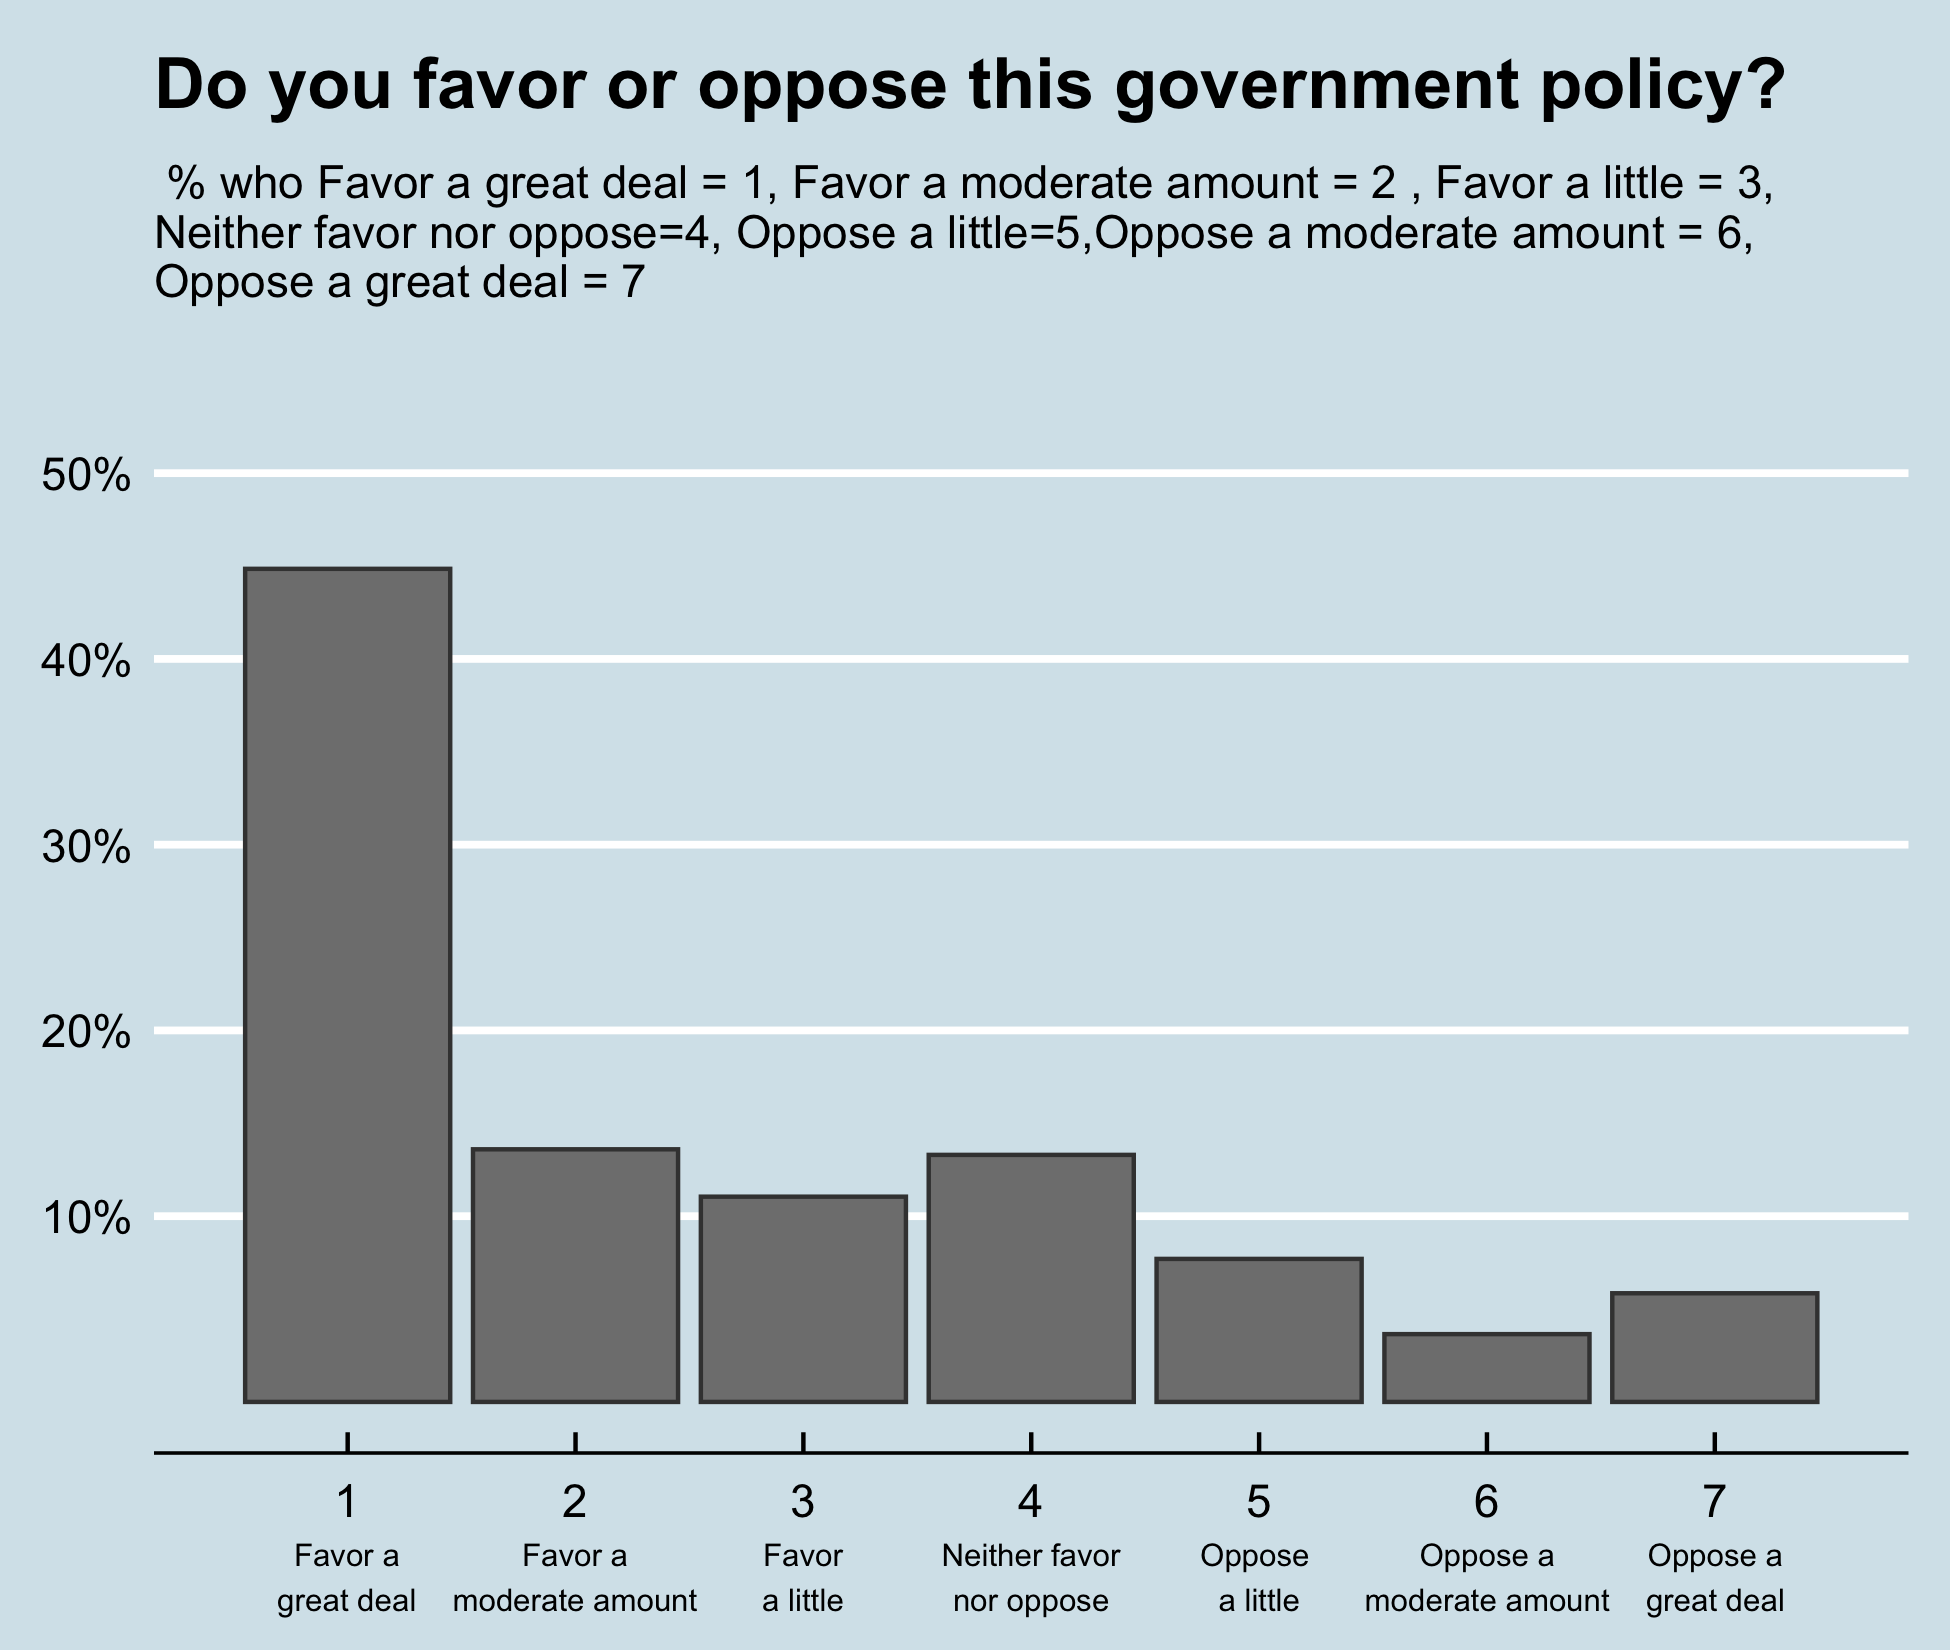 Do you favor or oppose this government policy?
% who Favor a great deal = 1, Favor a moderate amount = 2 , Favor a little = 3,
Neither favor nor oppose=4, Oppose a little=5,Oppose a moderate amount = 6,
Oppose a great deal = 7
50%
40%
30%
20%
10%
1 2 3 4 5 6 7
Favor a Favor a Favor Neither favor Oppose Oppose a Oppose a
great deal moderate amount a little nor oppose a little moderate amount great deal